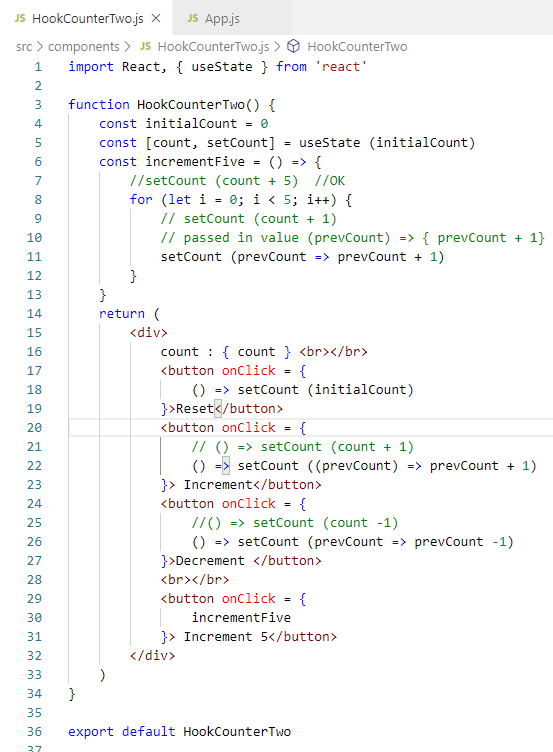 JS HookCounterTwo.js ✕ JS App.js
src > components > JS HookCounterTwo.js > HookCounterTwo
1 import React, { useState } from 'react'
2
3 function HookCounterTwo() {
4     const initialCount = 0
5     const [count, setCount] = useState (initialCount)
6     const incrementFive = () => {
7         //setCount (count + 5)  //OK
8         for (let i = 0; i < 5; i++) {
9             // setCount (count + 1)
10             // passed in value (prevCount) => { prevCount + 1}
11             setCount (prevCount => prevCount + 1)
12         }
13     }
14     return (
15         <div>
16             count : { count } <br></br>
17             <button onClick = {
18                 () => setCount (initialCount)
19             }>Reset</button>
20             <button onClick = {
21                 // () => setCount (count + 1)
22                 () => setCount ((prevCount) => prevCount + 1)
23             }> Increment</button>
24             <button onClick = {
25                 //() => setCount (count -1)
26                 () => setCount (prevCount => prevCount -1)
27             }>Decrement </button>
28             <br></br>
29             <button onClick = {
30                 incrementFive
31             }> Increment 5</button>
32         </div>
33     )
34 }
35
36 export default HookCounterTwo
37